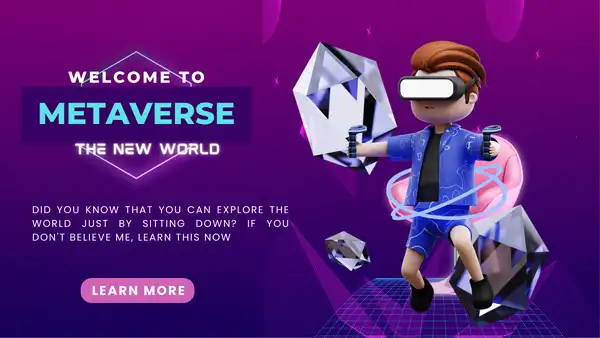 WELCOME TO
METAVERSE
THE NEW WORLD
DID YOU KNOW THAT YOU CAN EXPLORE THE
WORLD JUST BY SITTING DOWN? IF YOU
DON'T BELIEVE ME, LEARN THIS NOW
LEARN MORE